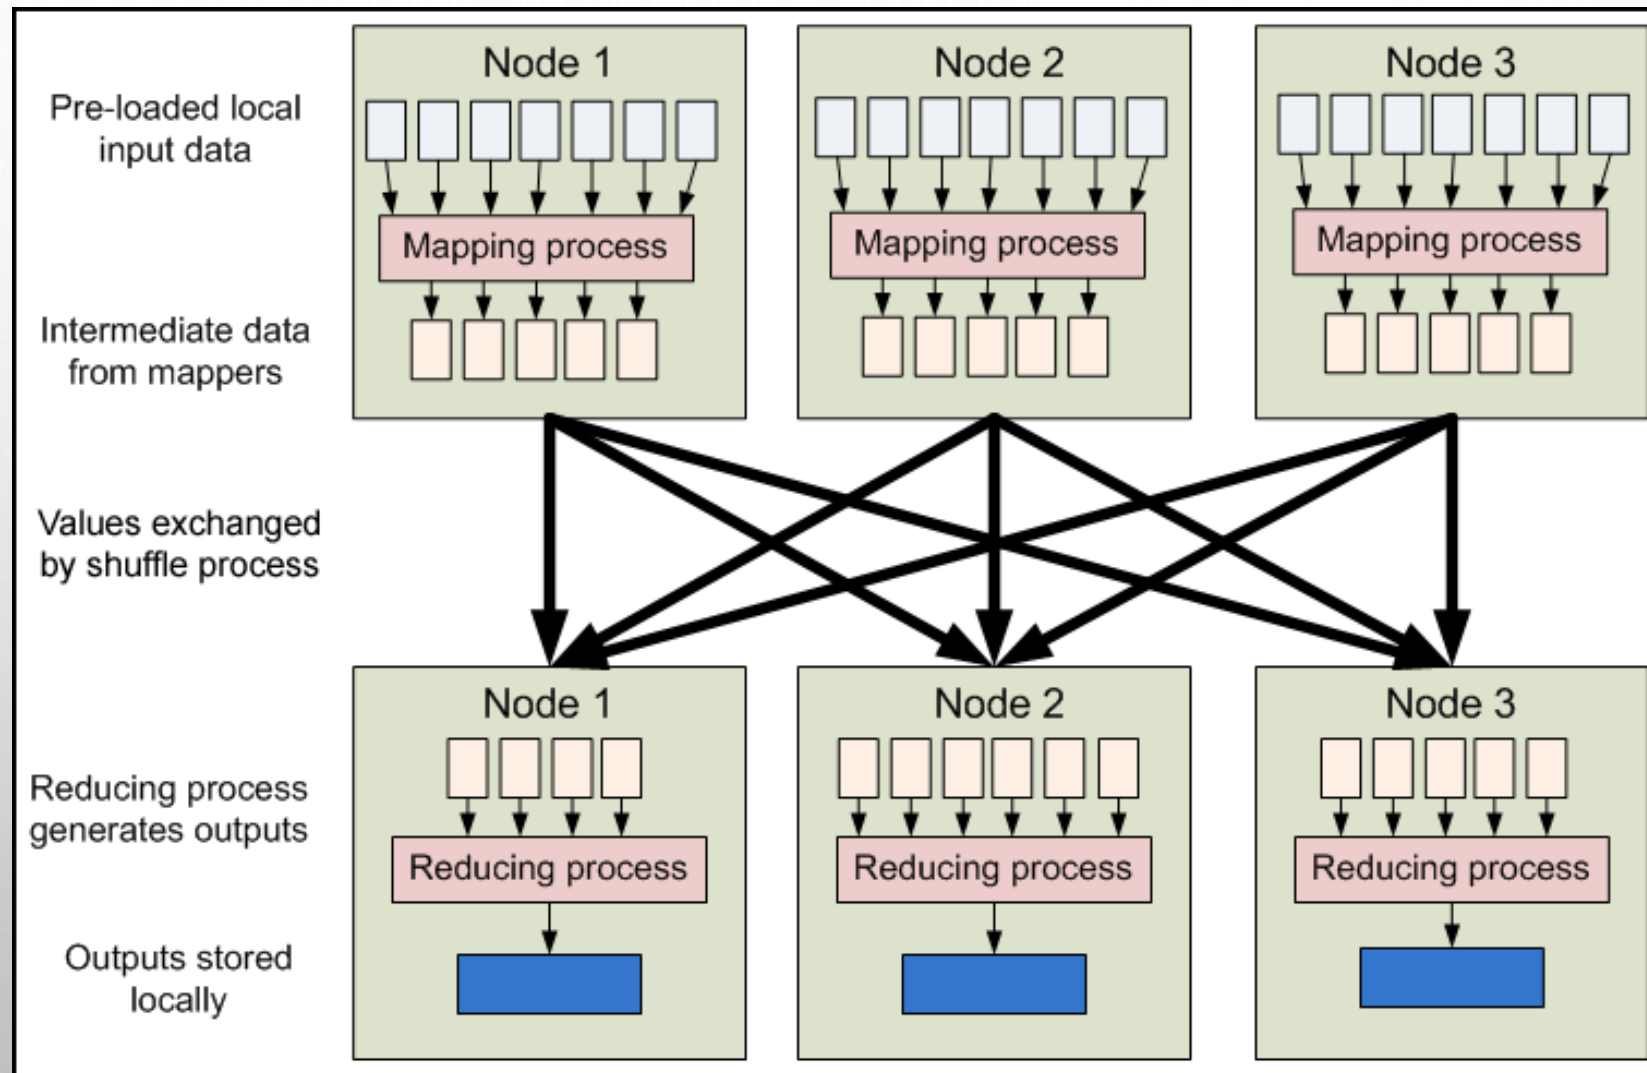 Node 1
Node 2
Node 3
Pre-loaded local
input data
Mapping process
Mapping process
Mapping process
Intermediate data
from mappers
Values exchanged
by shuffle process
Node 1
Node 2
Node 3
Reducing process
generates outputs
Reducing process
Reducing process
Reducing process
Outputs stored
locally